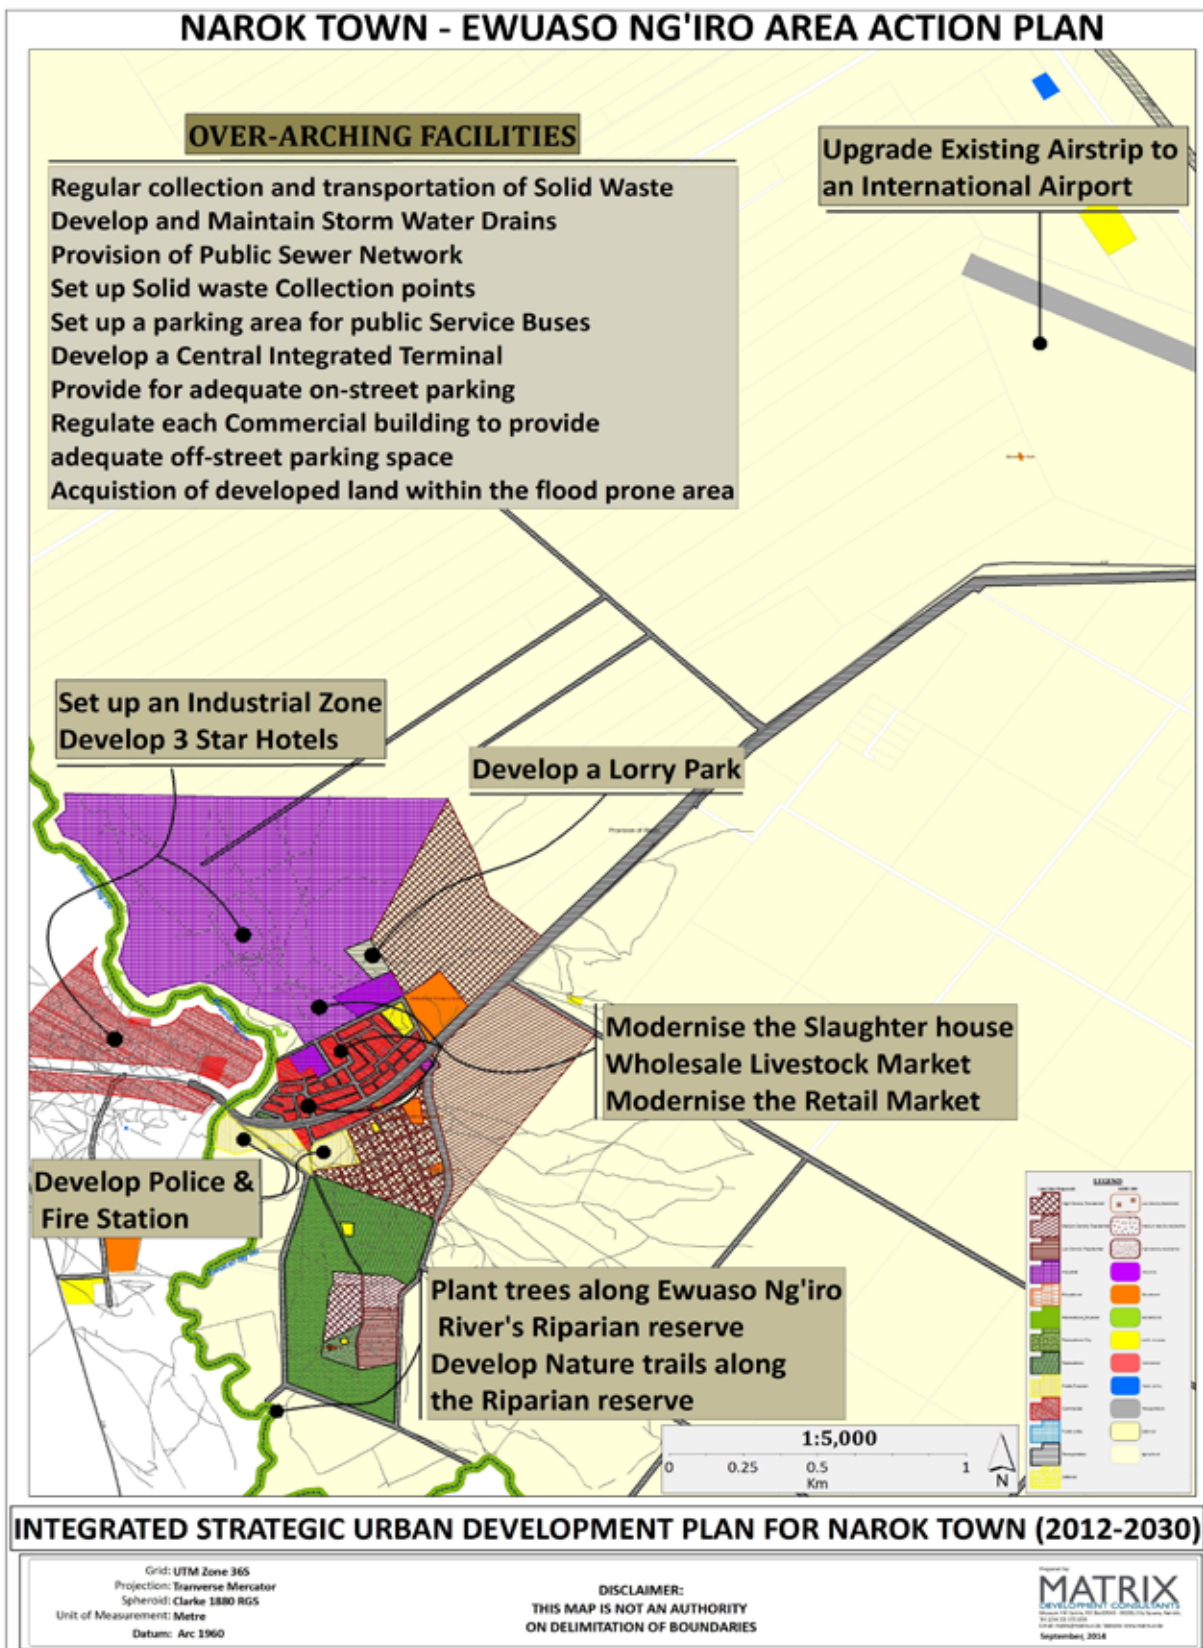 NAROK TOWN - EWUASO NG'IRO AREA ACTION PLAN
OVER-ARCHING FACILITIES
Regular collection and transportation of Solid Waste
Develop and Maintain Storm Water Drains
Provision of Public Sewer Network
Set up Solid waste Collection points
Set up a parking area for public Service Buses
Develop a Central Integrated Terminal
Provide for adequate on-street parking
Regulate each Commercial building to provide
adequate off-street parking space
Acquistion of developed land within the flood prone area
Upgrade Existing Airstrip to
an International Airport
Set up an Industrial Zone
Develop 3 Star Hotels
Develop a Lorry Park
Modernise the Slaughter house
Wholesale Livestock Market
Modernise the Retail Market
Develop Police &
Fire Station
Plant trees along Ewuaso Ng'iro
River's Riparian reserve
Develop Nature trails along
the Riparian reserve
LEGEND
1:5,000
0 0.25 0.5 1
Km
N
INTEGRATED STRATEGIC URBAN DEVELOPMENT PLAN FOR NAROK TOWN (2012-2030)
Grid: UTM Zone 36S
Projection: Tranverse Mercator
Spheroid: Clarke 1880 RGS
Unit of Measurement: Metre
Datum: Arc 1960
DISCLAIMER:
THIS MAP IS NOT AN AUTHORITY
ON DELIMITATION OF BOUNDARIES
Prepared by:
MATRIX
DEVELOPMENT CONSULTANTS
September, 2014